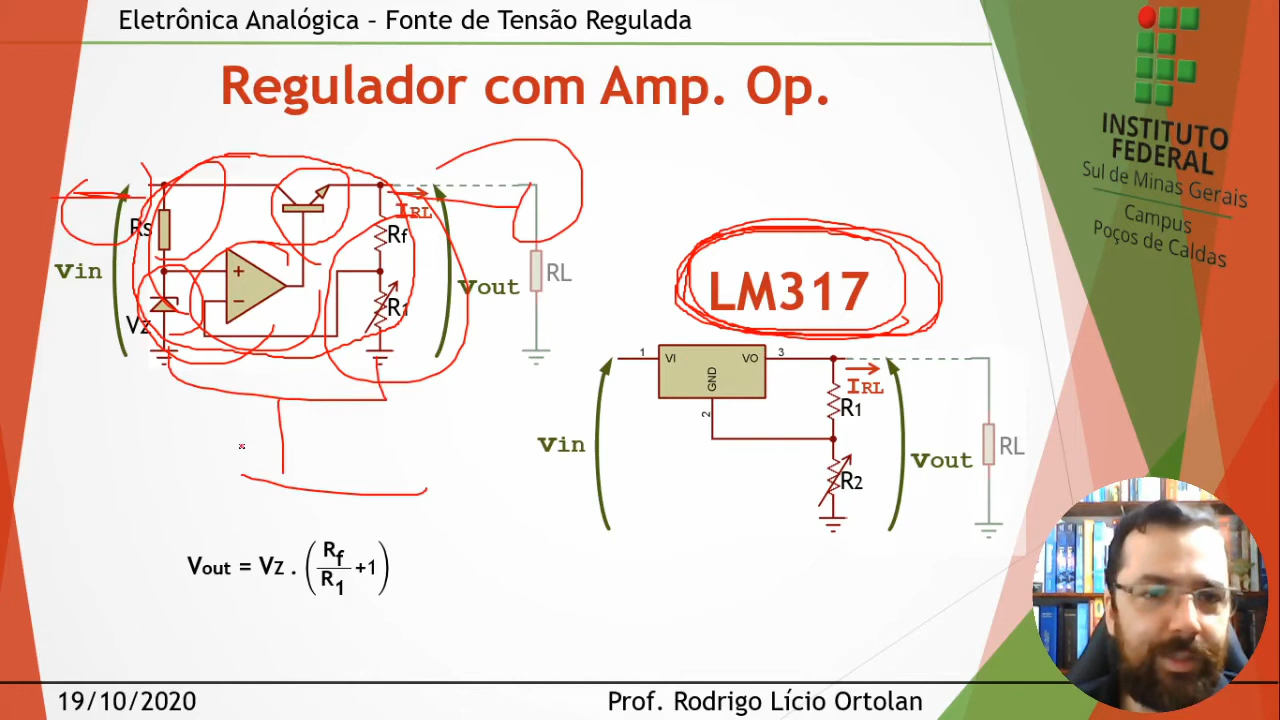 Eletrônica Analógica – Fonte de Tensão Regulada
Regulador com Amp. Op.
INSTITUTO
FEDERAL
Sul de Minas Gerais
Campus
Poços de Caldas
Rs
IRL
Rf
Vin
+
RL
Vout
−
R1
Vz
LM317
1
VI
VO
3
GND
2
IRL
R1
Vin
Vout
RL
R2
Vout = Vz . (Rf/R1 +1)
19/10/2020
Prof. Rodrigo Lício Ortolan